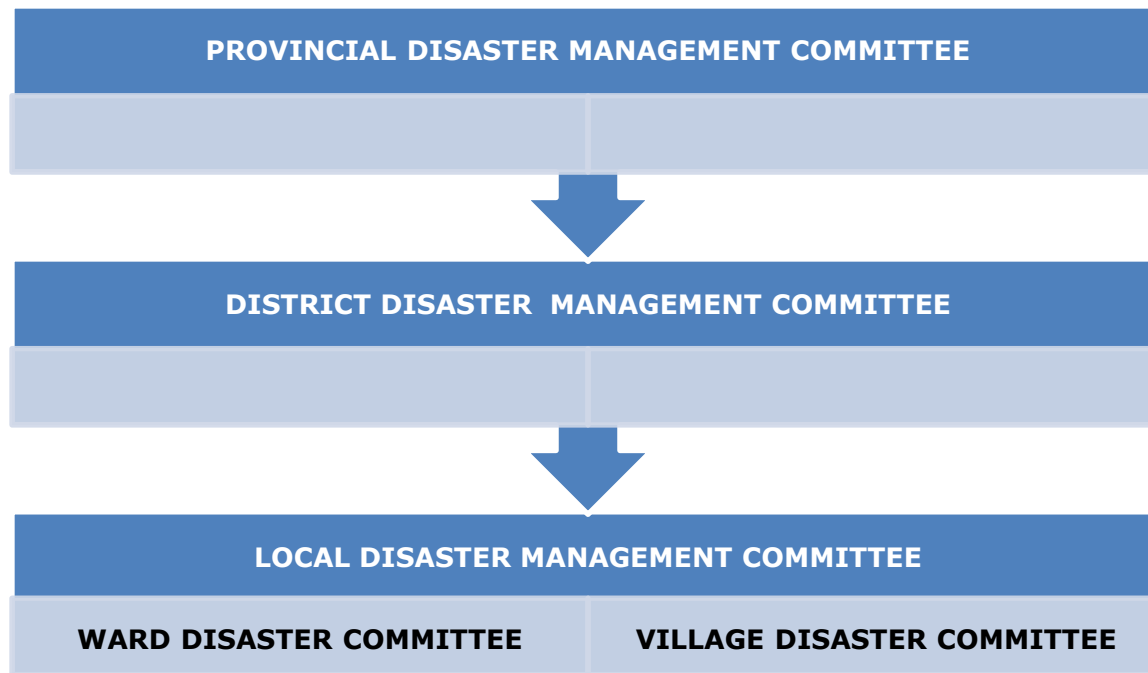 PROVINCIAL DISASTER MANAGEMENT COMMITTEE
DISTRICT DISASTER  MANAGEMENT COMMITTEE
LOCAL DISASTER MANAGEMENT COMMITTEE
WARD DISASTER COMMITTEE
VILLAGE DISASTER COMMITTEE